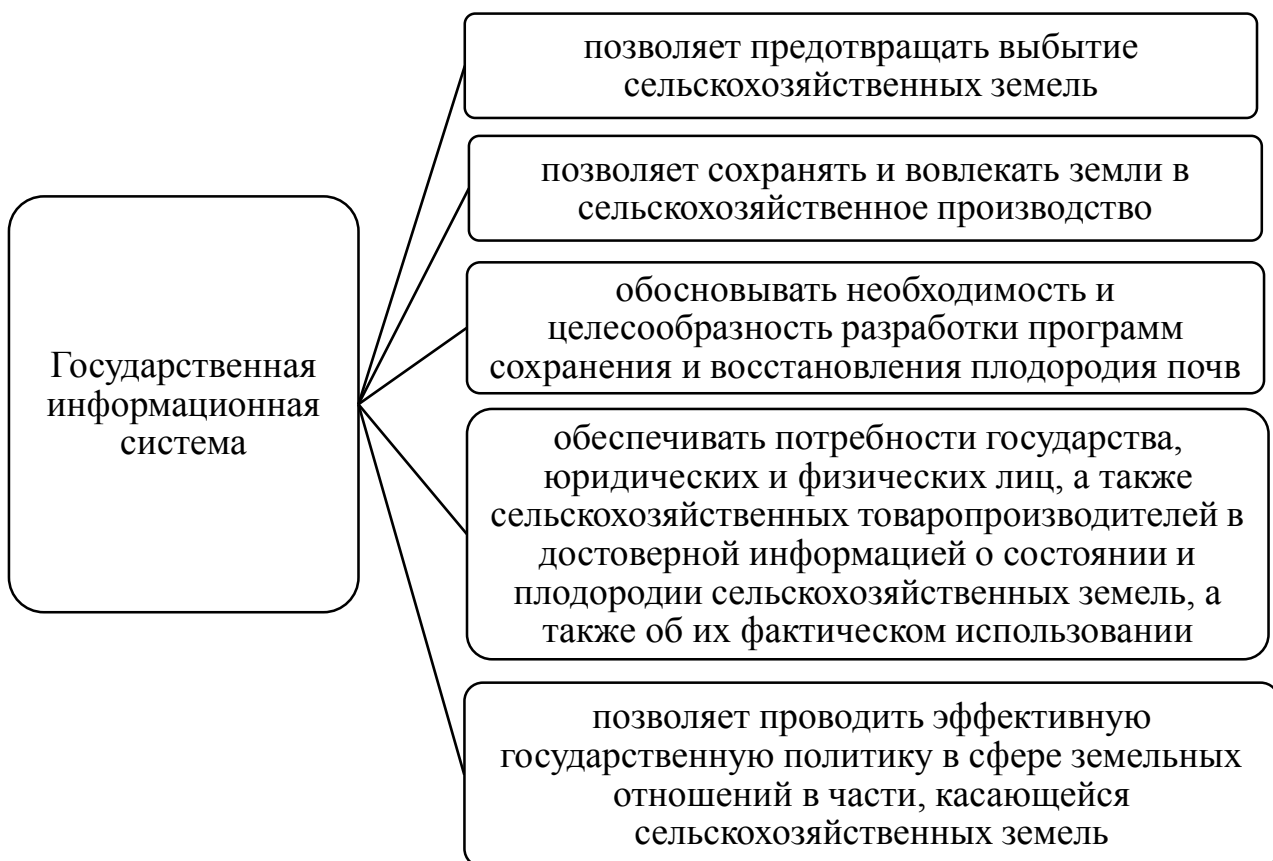 Государственная
информационная
система
позволяет предотвращать выбытие
сельскохозяйственных земель
позволяет сохранять и вовлекать земли в
сельскохозяйственное производство
обосновывать необходимость и
целесообразность разработки программ
сохранения и восстановления плодородия почв
обеспечивать потребности государства,
юридических и физических лиц, а также
сельскохозяйственных товаропроизводителей в
достоверной информацией о состоянии и
плодородии сельскохозяйственных земель, а
также об их фактическом использовании
позволяет проводить эффективную
государственную политику в сфере земельных
отношений в части, касающейся
сельскохозяйственных земель